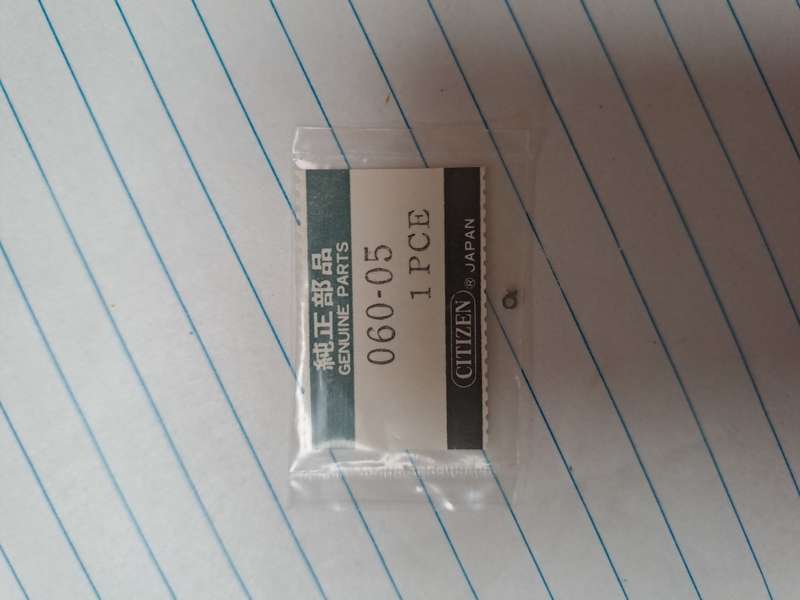 純正部品
GENUINE PARTS
060-05
1 PCE
CITIZEN ® JAPAN